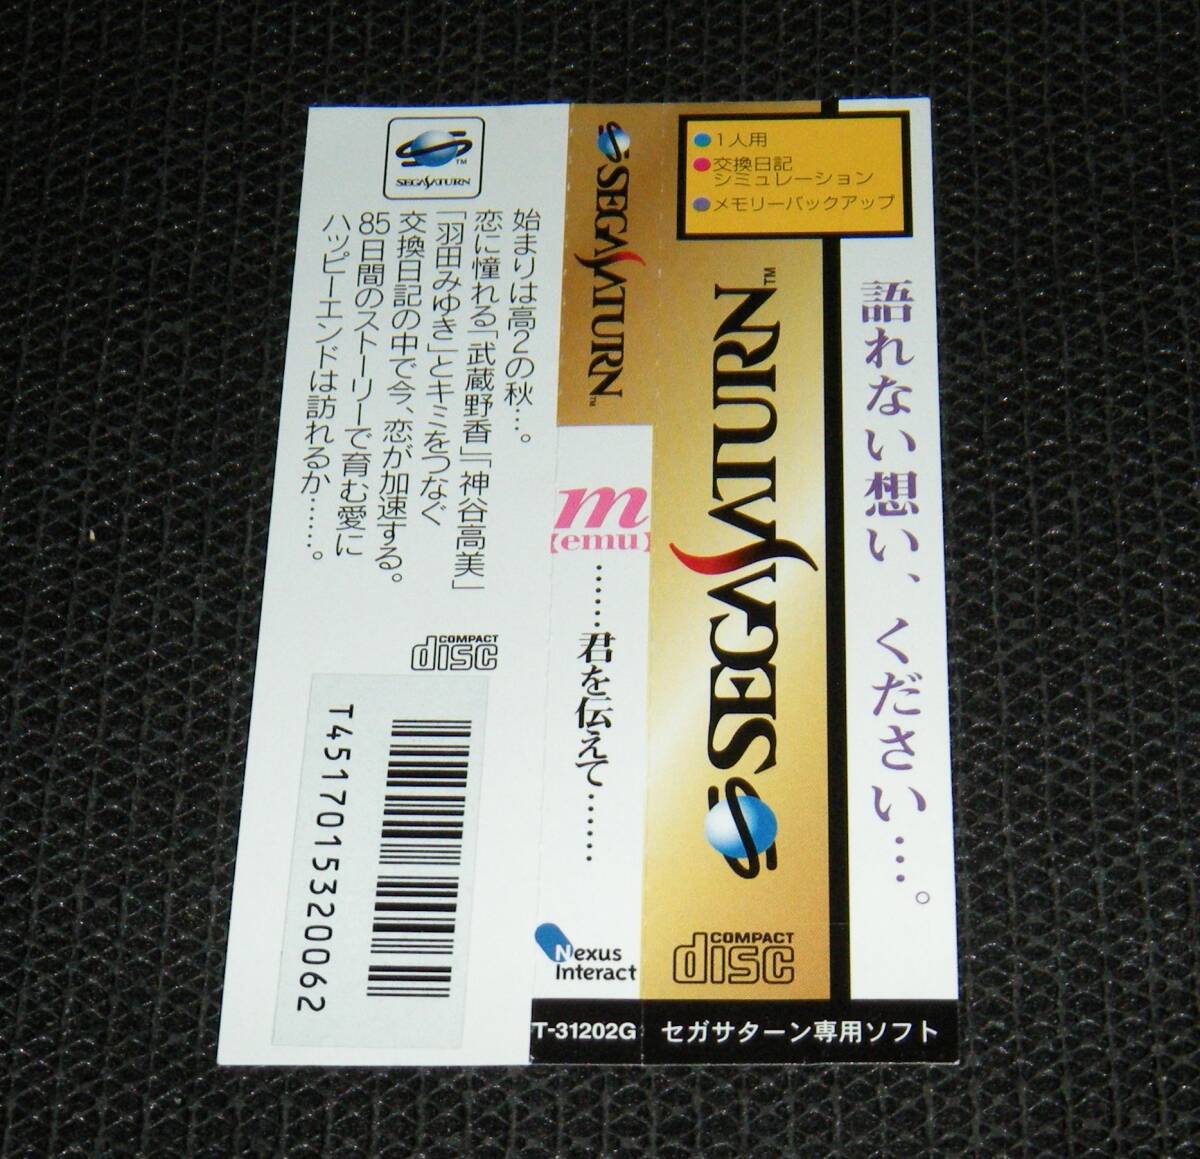 語れない想い、ください…。
1人用
交換日記
シミュレーション
メモリーバックアップ
SEGA SATURN™
COMPACT
disc
セガサターン専用ソフト
SEGA SATURN™
m
【emu】
……君を伝えて……
Nexus
Interact
T-31202G
SEGA SATURN
TM
始まりは高2の秋…。
恋に憧れる「武蔵野香」「神谷高美」
「羽田みゆき」とキミをつなぐ
交換日記の中で今、恋が加速する。
85日間のストーリーで育む愛に
ハッピーエンドは訪れるか……。
COMPACT
disc
T4517015320062